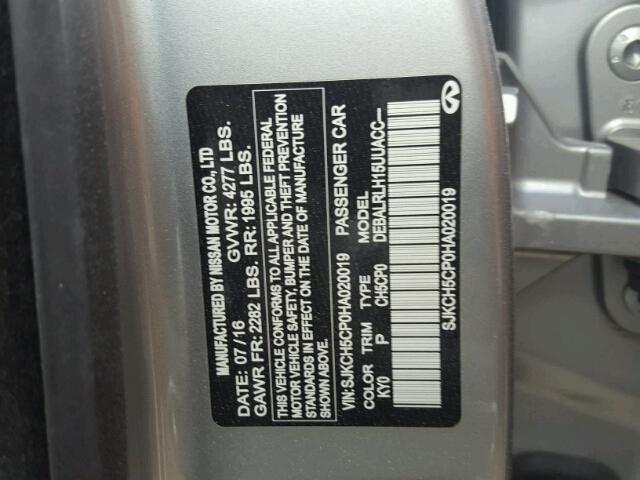 MANUFACTURED BY NISSAN MOTOR CO., LTD
DATE: 07 / 16 GVWR: 4277 LBS.
GAWR FR: 2282 LBS. RR: 1995 LBS.
THIS VEHICLE CONFORMS TO ALL APPLICABLE FEDERAL
MOTOR VEHICLE SAFETY, BUMPER AND THEFT PREVENTION
STANDARDS IN EFFECT ON THE DATE OF MANUFACTURE
SHOWN ABOVE.
VIN:SJKCH5CP0HA020019 PASSENGER CAR
COLOR TRIM TYPE MODEL
KY0 P CH5CP0 DEBALRLH15UUACC—
SJKCH5CP0HA020019